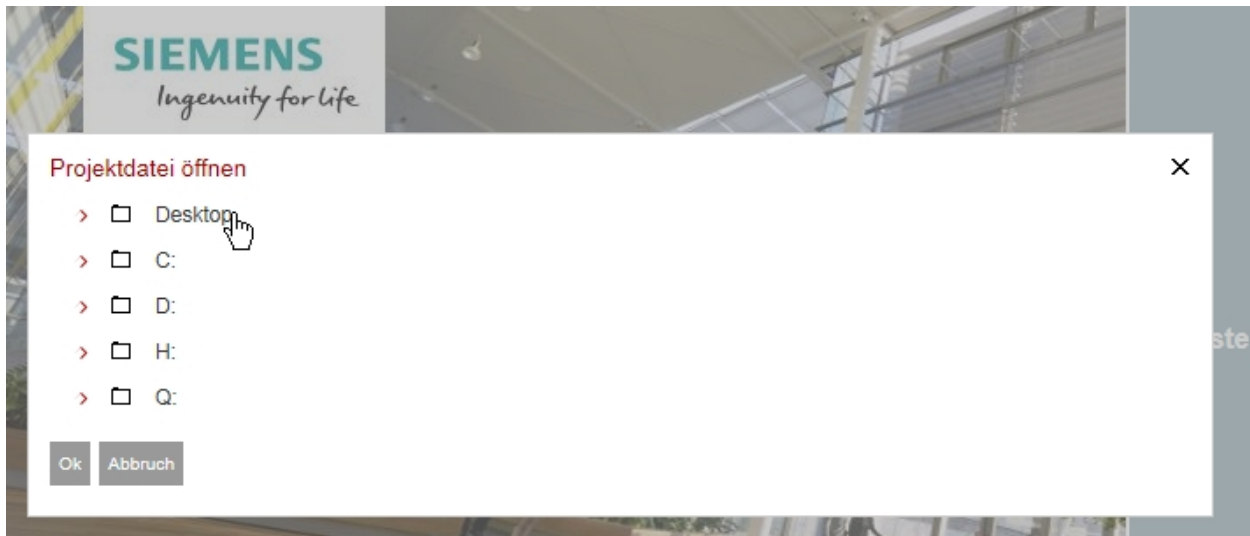 SIEMENS
Ingenuity for life
Projektdatei öffnen
Desktop
C:
D:
H:
Q:
Ok Abbruch